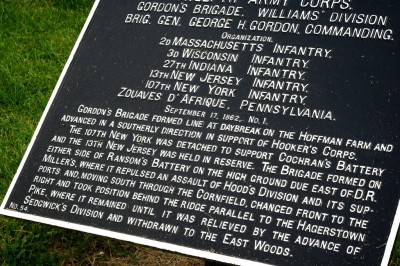 ARMY CORPS.
GORDON'S BRIGADE, WILLIAMS' DIVISION
BRIG. GEN. GEORGE H. GORDON, COMMANDING.
ORGANIZATION.
2D MASSACHUSETTS INFANTRY,
3D WISCONSIN INFANTRY,
27TH INDIANA INFANTRY,
13TH NEW JERSEY INFANTRY,
107TH NEW YORK INFANTRY,
ZOUAVES D'AFRIQUE, PENNSYLVANIA.
SEPTEMBER 17, 1862, NO. 1.
GORDON'S BRIGADE FORMED LINE AT DAYBREAK ON THE HOFFMAN FARM AND
ADVANCED IN A SOUTHERLY DIRECTION IN SUPPORT OF HOOKER'S CORPS.
THE 107TH NEW YORK WAS DETACHED TO SUPPORT COCHRAN'S BATTERY
AND THE 13TH NEW JERSEY WAS HELD IN RESERVE. THE BRIGADE FORMED ON
EITHER SIDE OF RANSOM'S BATTERY ON THE HIGH GROUND DUE EAST OF D.R.
MILLER'S, WHERE IT REPULSED AN ASSAULT OF HOOD'S DIVISION AND ITS SUP-
PORTS AND, MOVING SOUTH THROUGH THE CORNFIELD, CHANGED FRONT TO THE
RIGHT AND TOOK POSITION BEHIND THE RIDGE PARALLEL TO THE HAGERSTOWN
PIKE, WHERE IT REMAINED UNTIL IT WAS RELIEVED BY THE ADVANCE OF
SEDGWICK'S DIVISION AND WITHDRAWN TO THE EAST WOODS.
NO. 54.